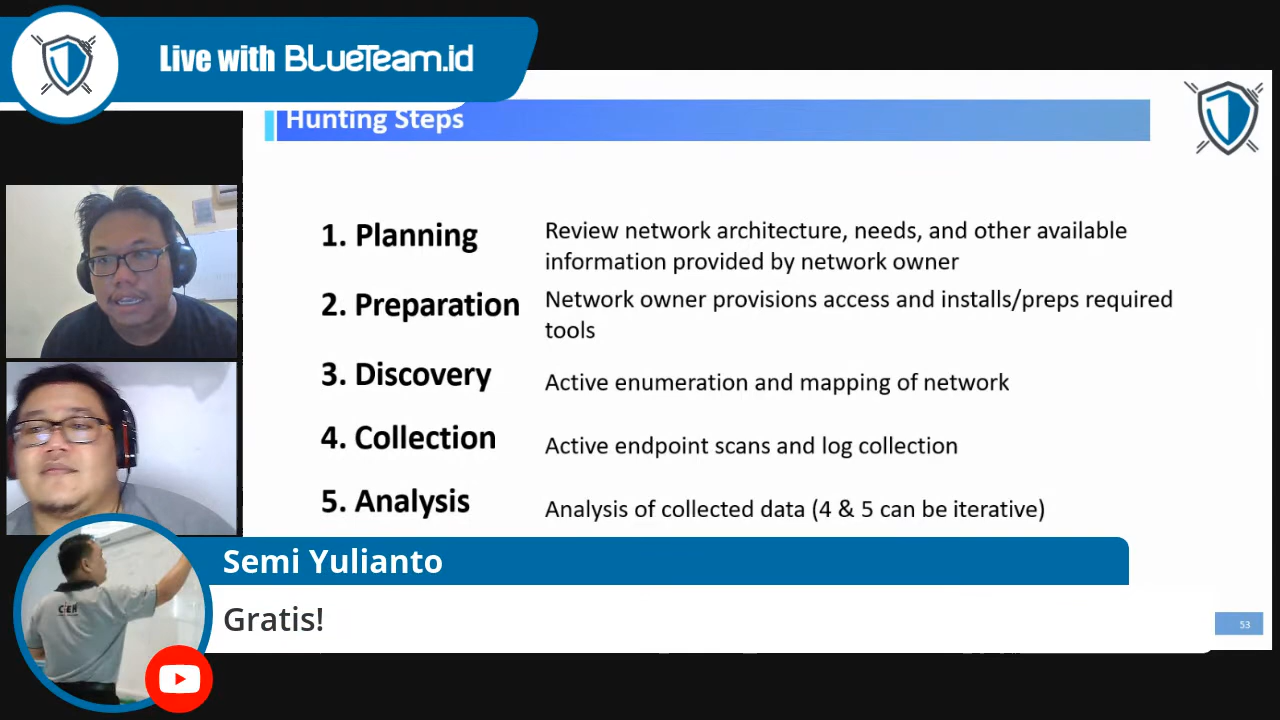 Live with BLueTeam.id
Hunting Steps
1. Planning
Review network architecture, needs, and other available
information provided by network owner
2. Preparation
Network owner provisions access and installs/preps required
tools
3. Discovery
Active enumeration and mapping of network
4. Collection
Active endpoint scans and log collection
5. Analysis
Analysis of collected data (4 & 5 can be iterative)
Semi Yulianto
Gratis!
53